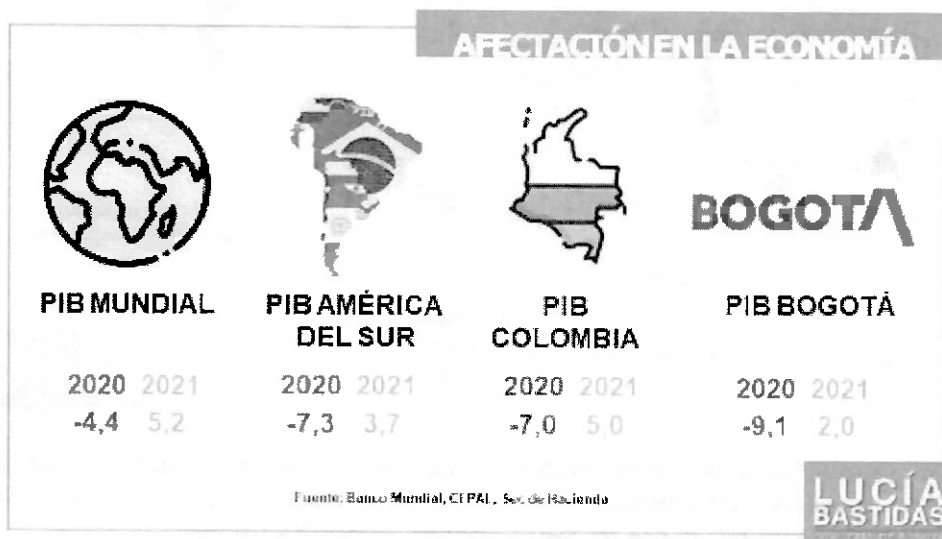 AFECTACIÓN EN LA ECONOMÍA
BOGOTÁ
PIB MUNDIAL
2020 2021
-4,4 5,2
PIB AMÉRICA
DEL SUR
2020 2021
-7,3 3,7
PIB
COLOMBIA
2020 2021
-7,0 5,0
PIB BOGOTÁ
2020 2021
-9,1 2,0
Fuente: Banco Mundial, CEPAL, Sec de Hacienda
LUCÍA
BASTIDAS